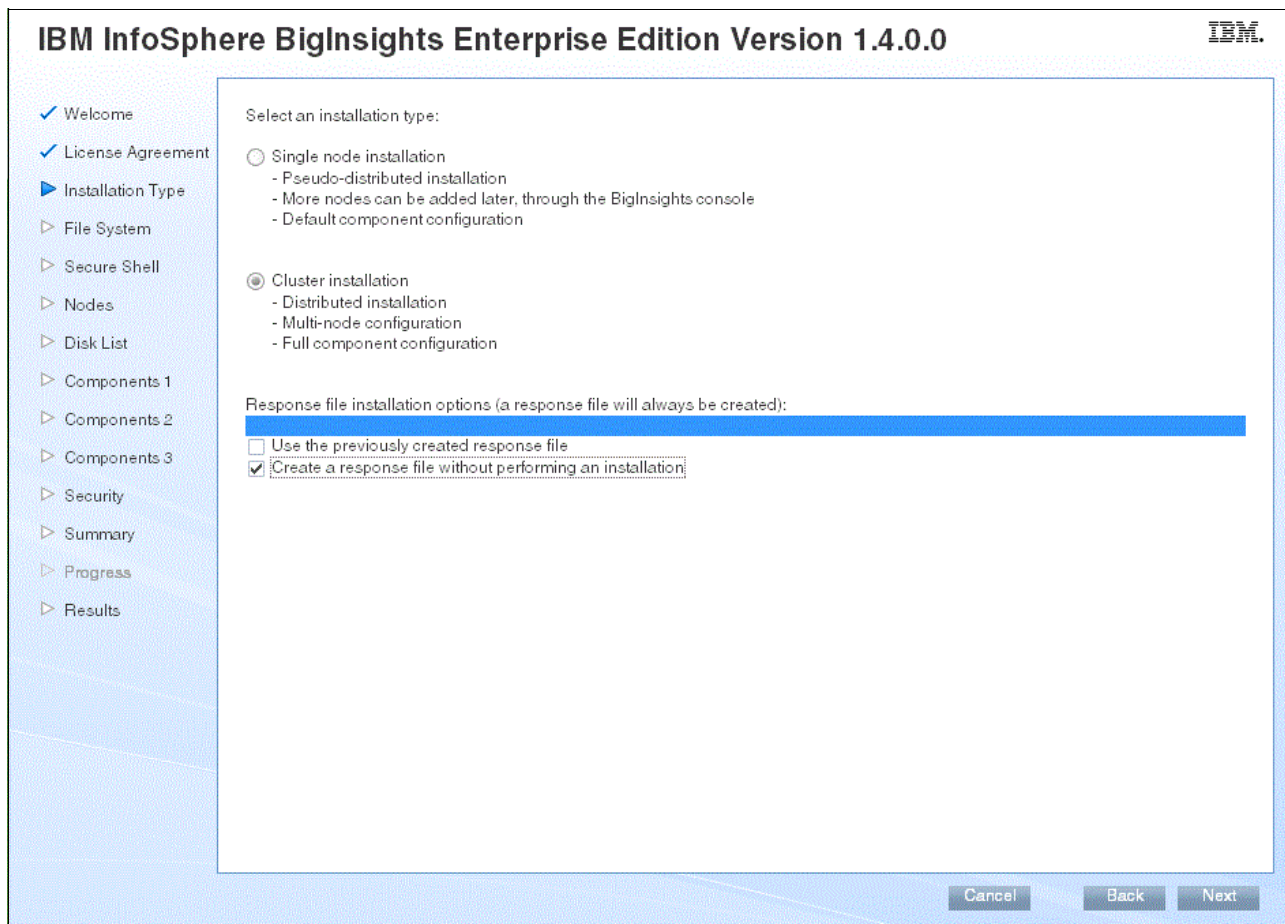 IBM InfoSphere BigInsights Enterprise Edition Version 1.4.0.0
IBM.
Welcome
License Agreement
Installation Type
File System
Secure Shell
Nodes
Disk List
Components 1
Components 2
Components 3
Security
Summary
Progress
Results
Select an installation type:
Single node installation
- Pseudo-distributed installation
- More nodes can be added later, through the BigInsights console
- Default component configuration
Cluster installation
- Distributed installation
- Multi-node configuration
- Full component configuration
Response file installation options (a response file will always be created):
Use the previously created response file
Create a response file without performing an installation
Cancel
Back
Next